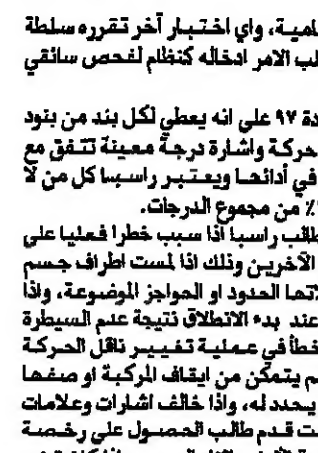 امية، واي اختبار آخر تقرره سلطة
لب الامر ادخاله كنظام لفحص سائقي
دة ٩٧ على انه يعطي لكل بند من بنود
حركة واشارة درجة معينة تتفق مع
في أدائها ويعتبر راسبا كل من لا
٪ من مجموع الدرجات.
طالب راسبا اذا سبب خطرا فعليا على
الآخرين وذلك اذا لمست اطراف جسم
لاتها الحدود او الحواجز الموضوعة، واذا
عند بدء الانطلاق نتيجة عدم السيطرة
خطأ في عملية تغيير ناقل الحركة
م يتمكن من ايقاف المركبة او صفها
يحدد له، واذا خالف اشارات وعلامات
ت قدم طالب الحصول على رخصة